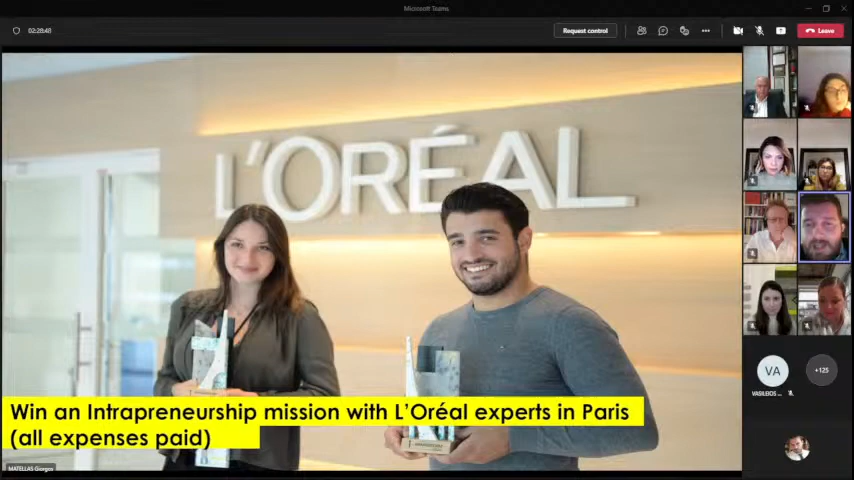 Microsoft Teams
02:28:48
Request control
Leave
L'ORÉAL
VA
+125
VASILEIOS ...
Win an Intrapreneurship mission with L'Oréal experts in Paris
(all expenses paid)
MATELLAS Giorgos